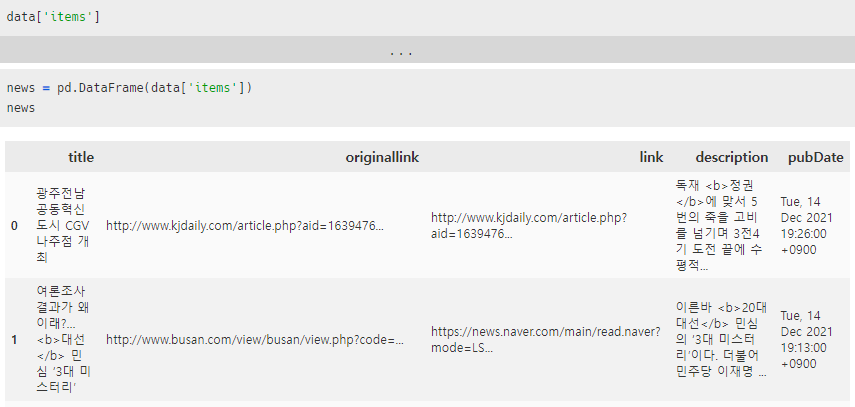 data['items']
...
news = pd.DataFrame(data['items'])
news
title originallink link description pubDate
0
광주전남
공동혁신
도시 CGV
나주점 개
최
http://www.kjdaily.com/article.php?aid=1639476...
http://www.kjdaily.com/article.php?
aid=1639476...
독재 <b>정권
</b>에 맞서 5
번의 죽을 고비
를 넘기며 3전4
기 도전 끝에 수
평적...
Tue, 14
Dec 2021
19:26:00
+0900
1
여론조사
결과가 왜
이래?...
<b>대선
</b> 민
심 ‘3대 미
스터리’
http://www.busan.com/view/busan/view.php?code=...
https://news.naver.com/main/read.naver?
mode=LS...
이른바 <b>20대
대선</b> 민심
의 ‘3대 미스터
리’이다. 더불어
민주당 이재명 ...
Tue, 14
Dec 2021
19:13:00
+0900